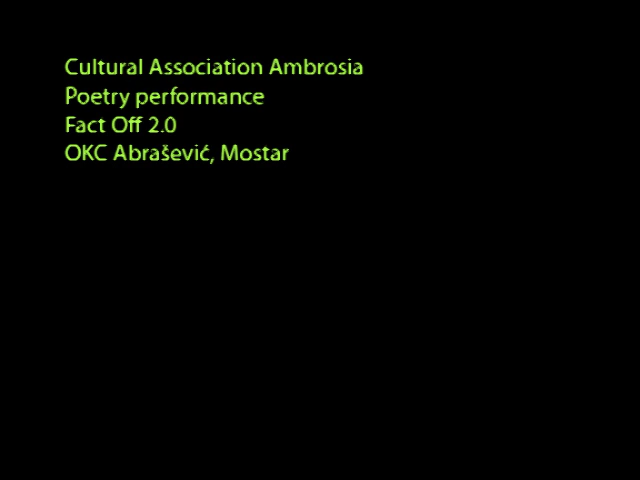 Cultural Association Ambrosia
Poetry performance
Fact Off 2.0
OKC Abrašević, Mostar